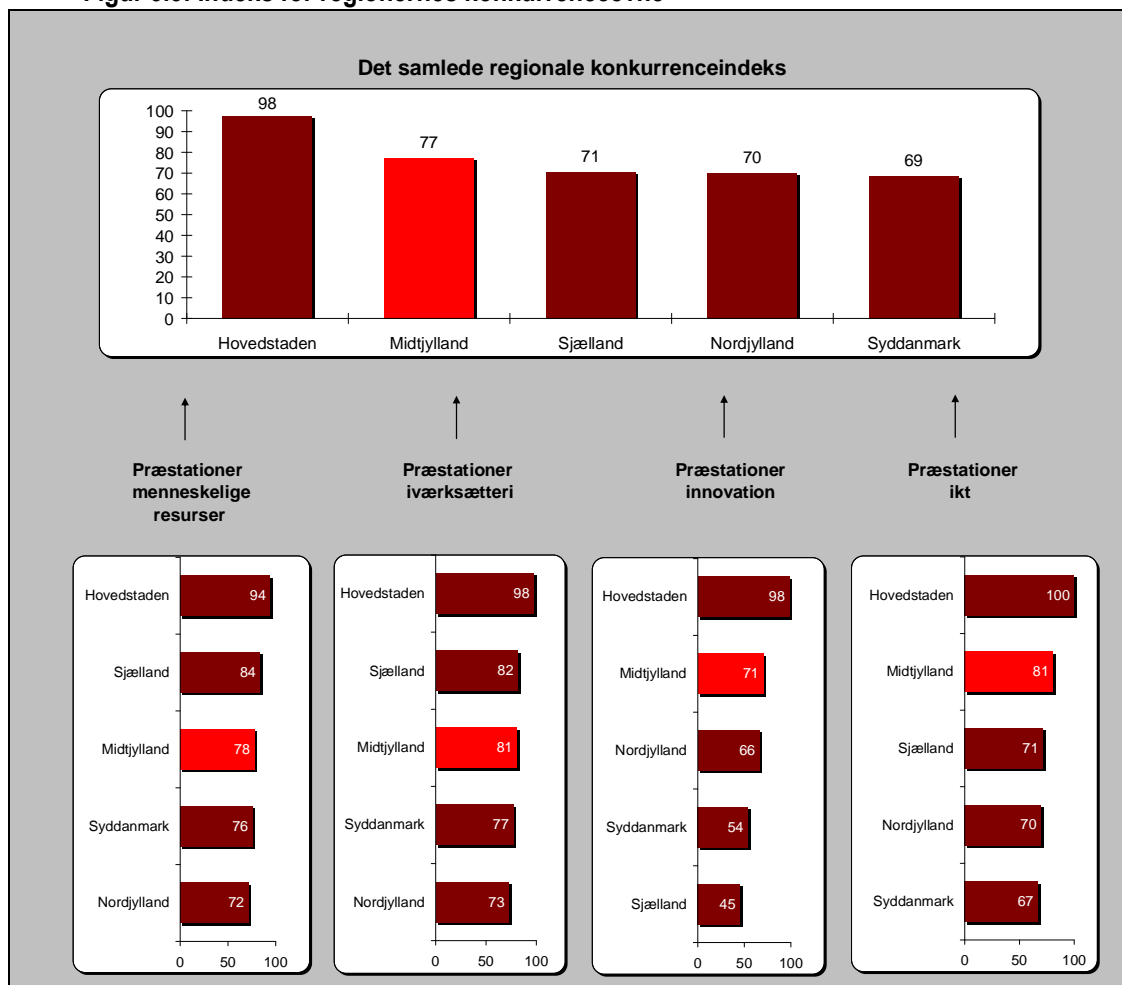 Det samlede regionale konkurrenceindeks
100
90
80
70
60
50
40
30
20
10
0
98
77
71
70
69
Hovedstaden
Midtjylland
Sjælland
Nordjylland
Syddanmark
Præstationer
menneskelige
resurser
Præstationer
iværksætteri
Præstationer
innovation
Præstationer
ikt
Hovedstaden 94
Sjælland 84
Midtjylland 78
Syddanmark 76
Nordjylland 72
0 50 100
Hovedstaden 98
Sjælland 82
Midtjylland 81
Syddanmark 77
Nordjylland 73
0 50 100
Hovedstaden 98
Midtjylland 71
Nordjylland 66
Syddanmark 54
Sjælland 45
0 50 100
Hovedstaden 100
Midtjylland 81
Sjælland 71
Nordjylland 70
Syddanmark 67
0 50 100